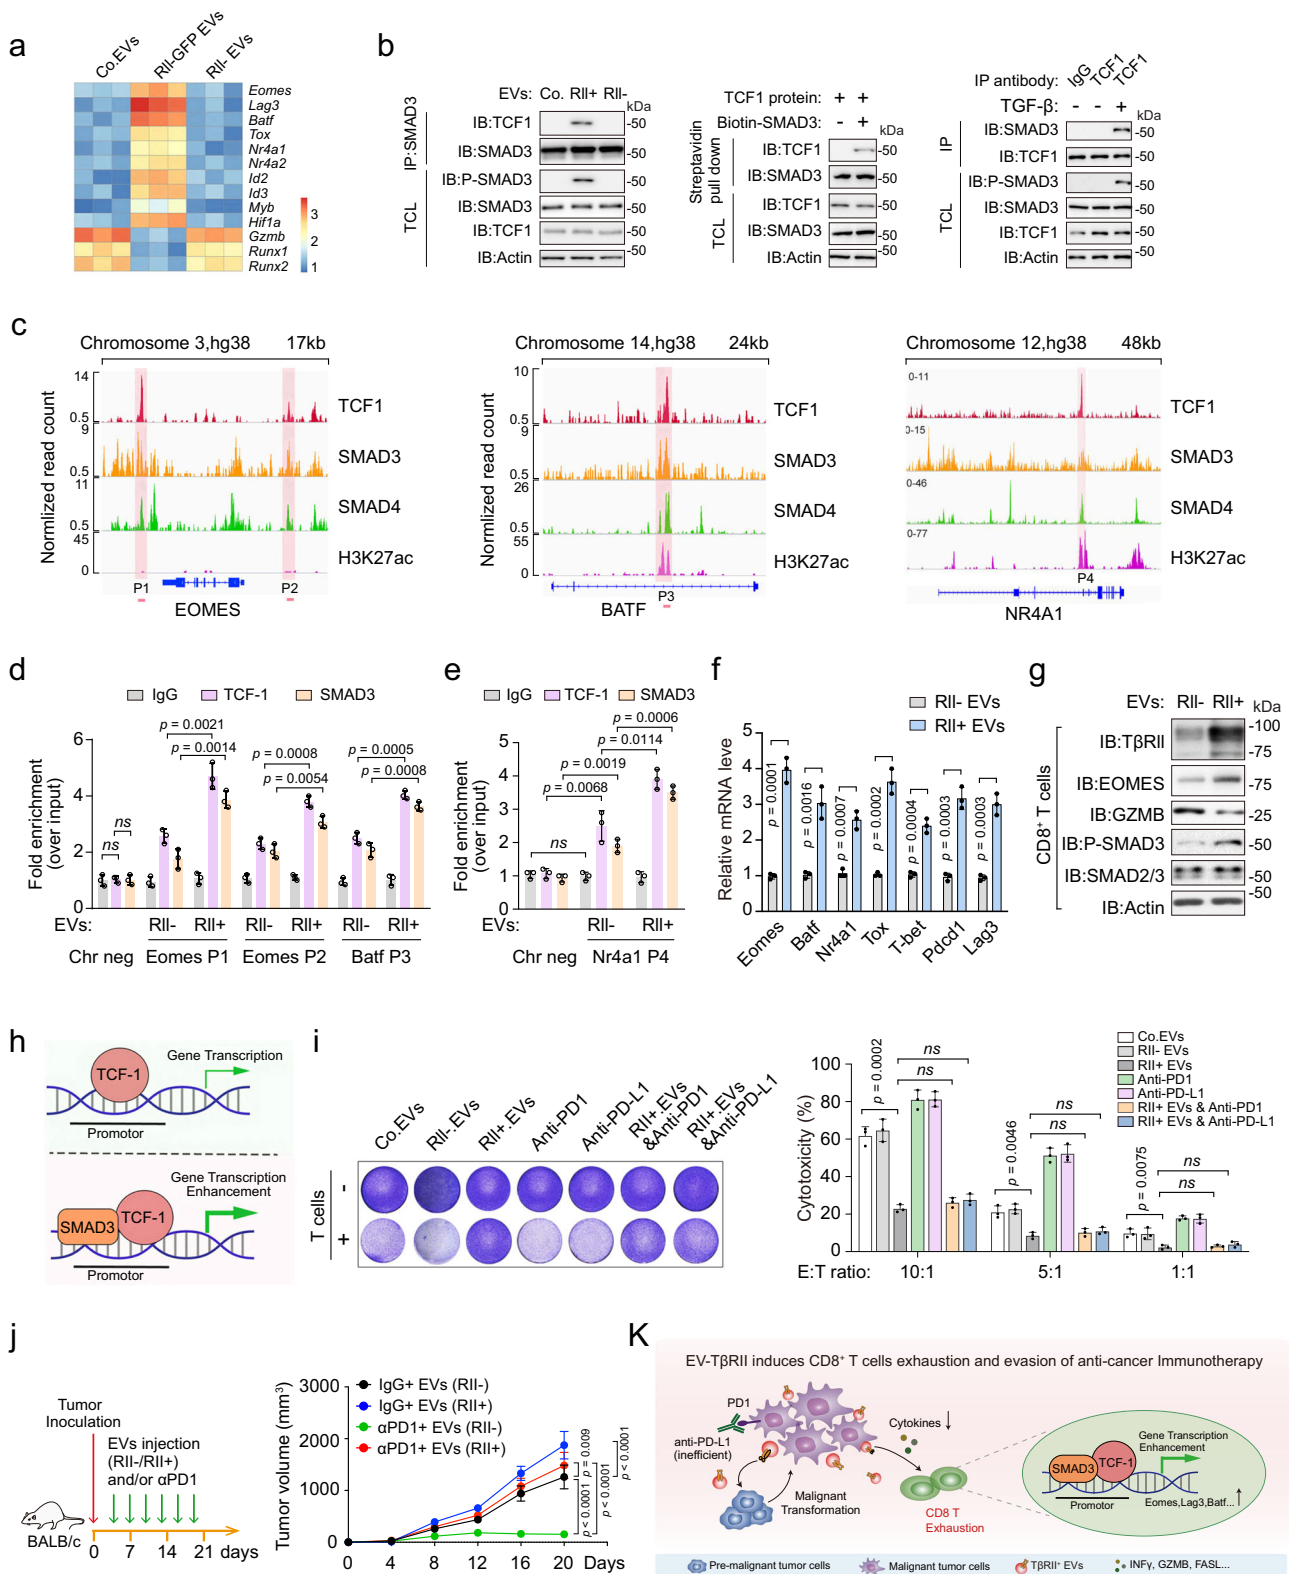 a
Co.EVs
RII-GFP EVs
RII- EVs
Eomes
Lag3
Batf
Tox
Nr4a1
Nr4a2
Id2
Id3
Myb
Hif1a
Gzmb
Runx1
Runx2
3
2
1
b
EVs: Co. RII+ RII-
kDa
IP:SMAD3
IB:TCF1 -50
IB:SMAD3 -50
TCL
IB:P-SMAD3 -50
IB:SMAD3 -50
IB:TCF1 -50
IB:Actin -50
TCF1 protein: + +
Biotin-SMAD3: - +
kDa
Streptavidin
pull down
IB:TCF1 -50
IB:SMAD3 -50
TCL
IB:TCF1 -50
IB:SMAD3 -50
IB:Actin -50
IP antibody: IgG TCF1 TCF1
TGF-β: - - +
kDa
IP
IB:SMAD3 -50
IB:TCF1 -50
TCL
IB:P-SMAD3 -50
IB:SMAD3 -50
IB:TCF1 -50
IB:Actin -50
c
Chromosome 3,hg38 17kb
Normlized read count
14
0.5
9
0.5
11
0.5
45
0
TCF1
SMAD3
SMAD4
H3K27ac
P1
P2
EOMES
Chromosome 14,hg38 24kb
Normlized read count
10
0.5
9
0.5
26
0.5
55
0
TCF1
SMAD3
SMAD4
H3K27ac
P3
BATF
Chromosome 12,hg38 48kb
0-11
0-15
0-46
0-77
TCF1
SMAD3
SMAD4
H3K27ac
P4
NR4A1
d
IgG TCF-1 SMAD3
Fold enrichment
(over input)
6
4
2
0
ns
p = 0.0021
p = 0.0014
p = 0.0008
p = 0.0054
p = 0.0005
p = 0.0008
EVs: RII- RII+ RII- RII+ RII- RII+
Chr neg Eomes P1 Eomes P2 Batf P3
e
IgG TCF-1 SMAD3
Fold enrichment
(over input)
5
4
3
2
1
0
ns
p = 0.0068
p = 0.0019
p = 0.0114
p = 0.0006
EVs: RII- RII+
Chr neg Nr4a1 P4
f
RII- EVs
RII+ EVs
Relative mRNA level
5
4
3
2
1
0
p = 0.0001
p = 0.0016
p = 0.0007
p = 0.0002
p = 0.0004
p = 0.0003
p = 0.0003
Eomes
Batf
Nr4a1
Tox
T-bet
Pdcd1
Lag3
g
EVs: RII- RII+
kDa
CD8⁺ T cells
IB:TβRII -100
-75
IB:EOMES -75
IB:GZMB -25
IB:P-SMAD3 -50
IB:SMAD2/3 -50
IB:Actin -50
h
TCF-1
Gene Transcription
Promotor
Gene Transcription
Enhancement
SMAD3
TCF-1
Promotor
i
Co.EVs
RII-.EVs
RII+.EVs
Anti-PD1
Anti-PD-L1
RII+.EVs
&Anti-PD1
RII+.EVs
&Anti-PD-L1
T cells
-
+
Cytotoxicity (%)
100
80
60
40
20
0
p = 0.0002
ns
ns
p = 0.0046
ns
ns
p = 0.0075
ns
ns
Co.EVs
RII- EVs
RII+ EVs
Anti-PD1
Anti-PD-L1
RII+ EVs & Anti-PD1
RII+ EVs & Anti-PD-L1
E:T ratio: 10:1 5:1 1:1
j
Tumor
Inoculation
EVs injection
(RII-/RII+)
and/or αPD1
BALB/c
0 7 14 21 days
Tumor volume (mm³)
3000
2000
1000
0
IgG+ EVs (RII-)
IgG+ EVs (RII+)
αPD1+ EVs (RII-)
αPD1+ EVs (RII+)
p < 0.0001
p = 0.009
p < 0.0001
p < 0.0001
0 4 8 12 16 20 Days
K
EV-TβRII induces CD8⁺ T cells exhaustion and evasion of anti-cancer Immunotherapy
PD1
anti-PD-L1
(inefficient)
Cytokines
Malignant
Transformation
CD8 T
Exhaustion
Gene Transcription
Enhancement
SMAD3
TCF-1
Promotor
Eomes,Lag3,Batf...
Pre-malignant tumor cells
Malignant tumor cells
TβRII⁺ EVs
INFγ, GZMB, FASL...